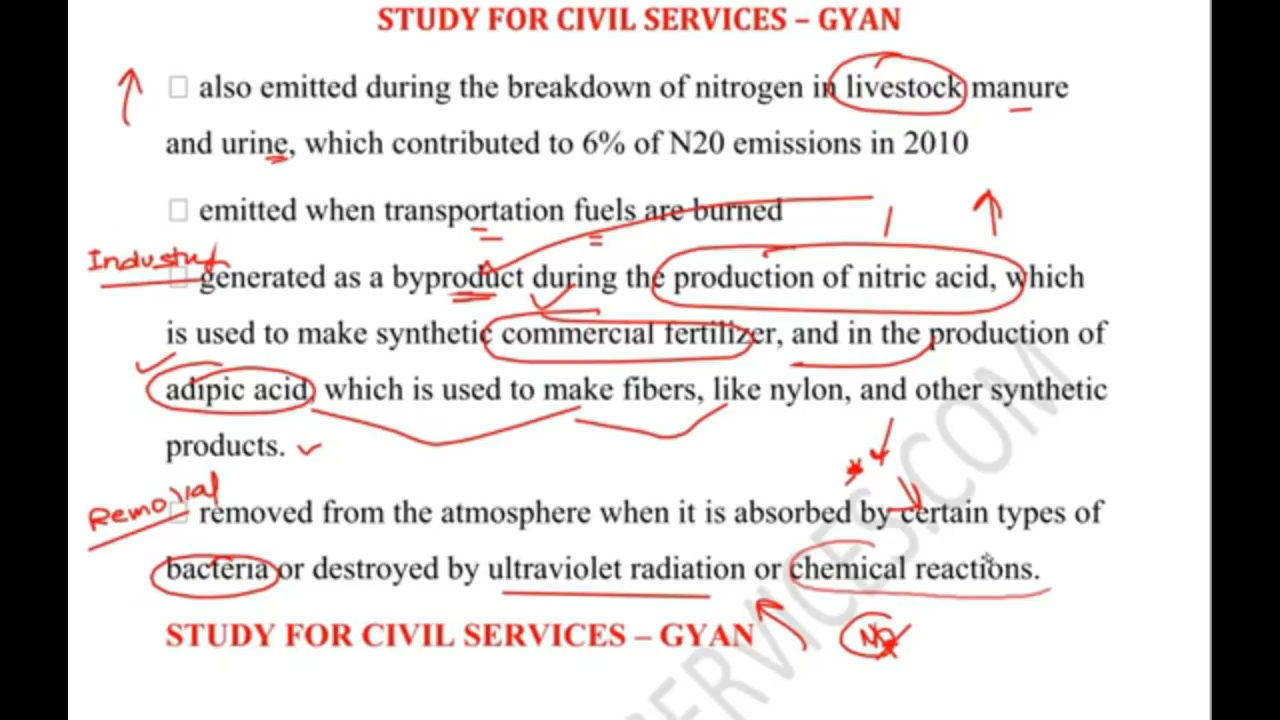 STUDY FOR CIVIL SERVICES – GYAN
also emitted during the breakdown of nitrogen in livestock manure
and urine, which contributed to 6% of N20 emissions in 2010
emitted when transportation fuels are burned
Industry
generated as a byproduct during the production of nitric acid, which
is used to make synthetic commercial fertilizer, and in the production of
adipic acid, which is used to make fibers, like nylon, and other synthetic
products.
Removal
removed from the atmosphere when it is absorbed by certain types of
bacteria or destroyed by ultraviolet radiation or chemical reactions.
STUDY FOR CIVIL SERVICES – GYAN
SERVICES.COM